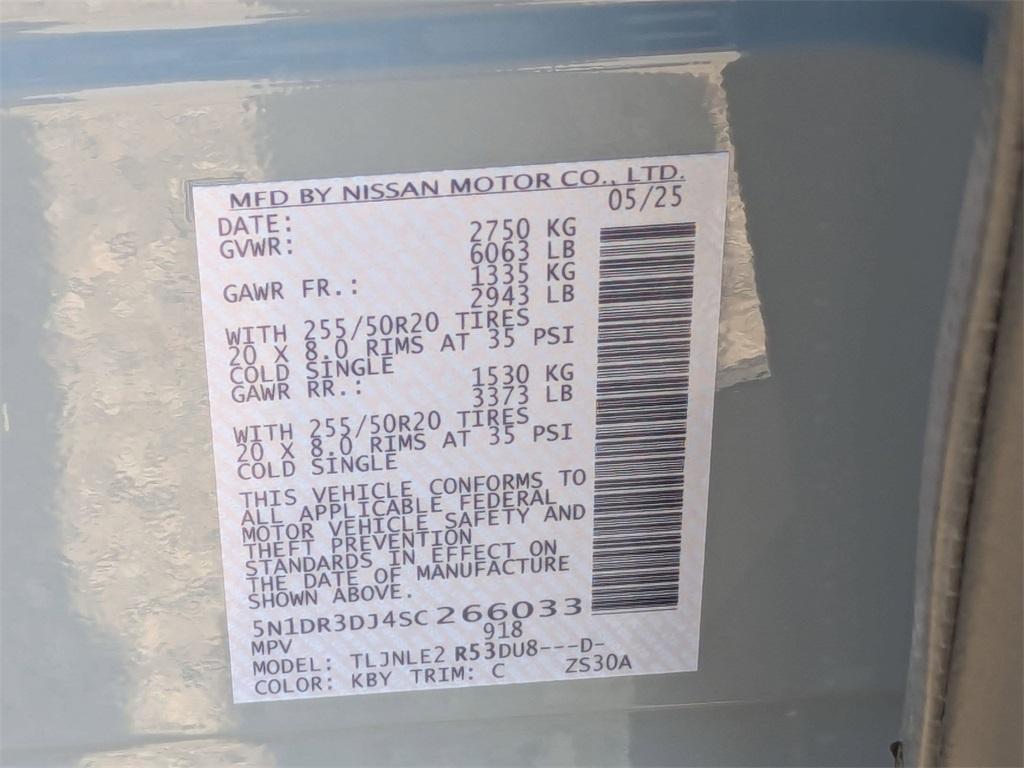 MFD BY NISSAN MOTOR CO., LTD.
DATE: 05/25
GVWR: 2750 KG
6063 LB
GAWR FR.: 1335 KG
2943 LB
WITH 255/50R20 TIRES
20 X 8.0 RIMS AT 35 PSI
COLD SINGLE
GAWR RR.: 1530 KG
3373 LB
WITH 255/50R20 TIRES
20 X 8.0 RIMS AT 35 PSI
COLD SINGLE
THIS VEHICLE CONFORMS TO
ALL APPLICABLE FEDERAL
MOTOR VEHICLE SAFETY AND
THEFT PREVENTION
STANDARDS IN EFFECT ON
THE DATE OF MANUFACTURE
SHOWN ABOVE.
5N1DR3DJ4SC266033
MPV 918
MODEL: TLJNLE2 R53DU8---D-
COLOR: KBY TRIM: C ZS30A